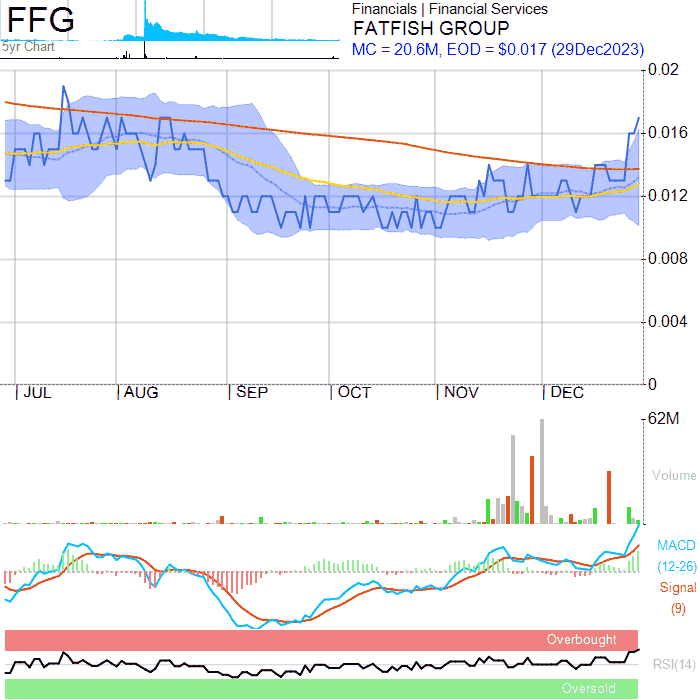 FFG
5yr Chart
Financials | Financial Services
FATFISH GROUP
MC = 20.6M, EOD = $0.017 (29Dec2023)
0.02
0.016
0.012
0.008
0.004
0
JUL AUG SEP OCT NOV DEC
62M
Volume
MACD
(12-26)
Signal
(9)
Overbought
RSI(14)
Oversold